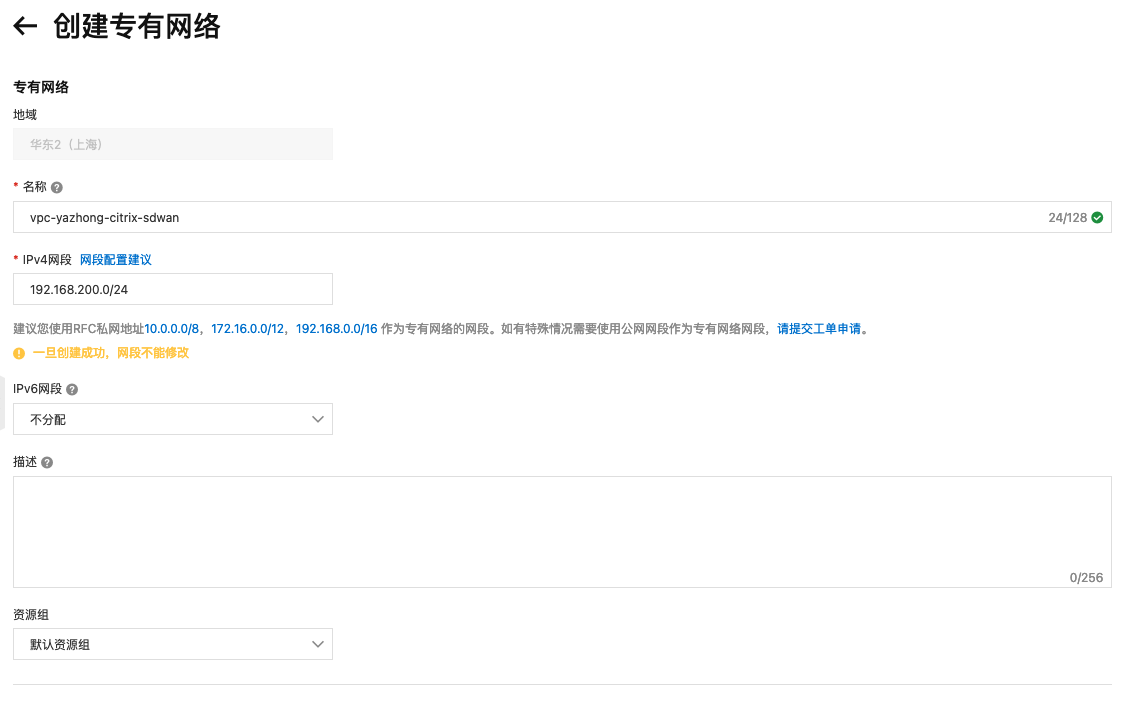 创建专有网络
专有网络
地域
华东2（上海）
* 名称
vpc-yazhong-citrix-sdwan 24/128
* IPv4网段 网段配置建议
192.168.200.0/24
建议您使用RFC私网地址10.0.0.0/8，172.16.0.0/12，192.168.0.0/16 作为专有网络的网段。如有特殊情况需要使用公网网段作为专有网络网段，请提交工单申请。
一旦创建成功，网段不能修改
IPv6网段
不分配
描述
0/256
资源组
默认资源组